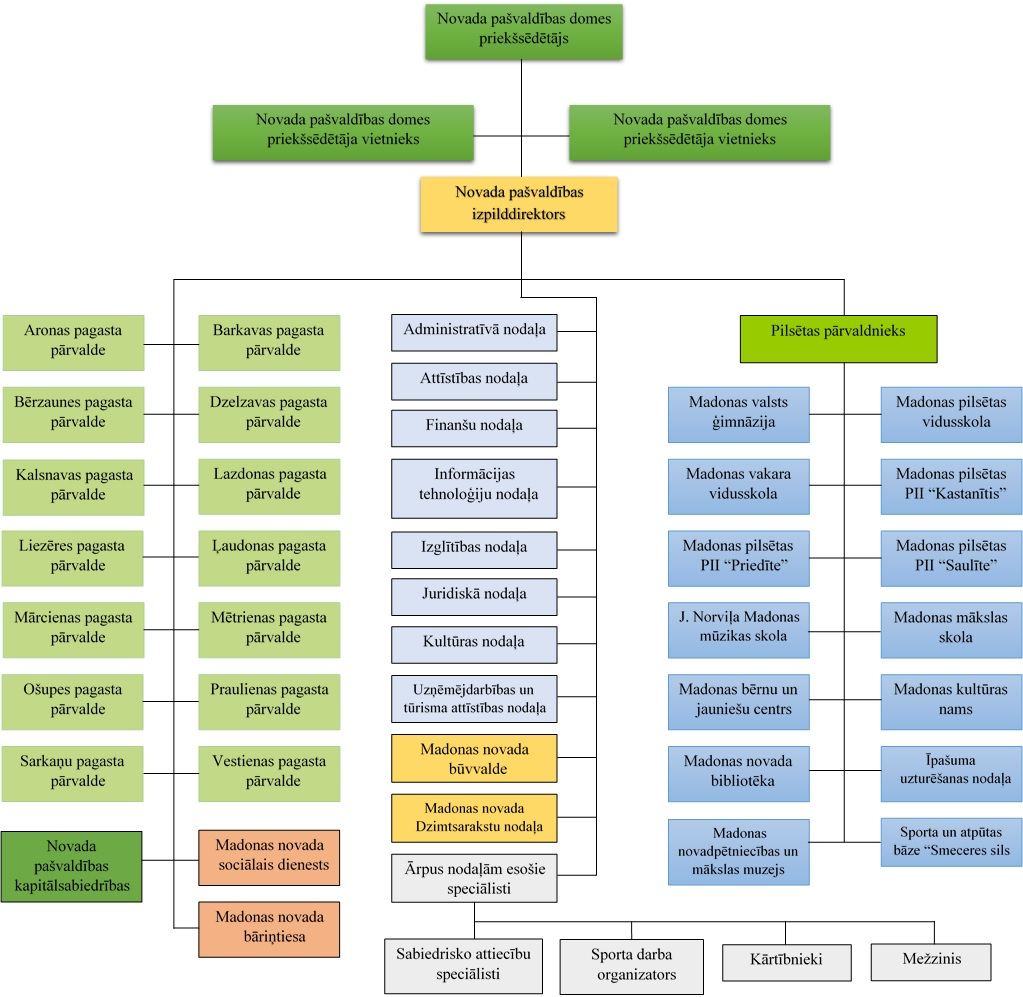 Novada pašvaldības domes
priekšsēdētājs
Novada pašvaldības domes
priekšsēdētāja vietnieks
Novada pašvaldības domes
priekšsēdētāja vietnieks
Novada pašvaldības
izpilddirektors
Aronas pagasta
pārvalde
Barkavas pagasta
pārvalde
Bērzaunes pagasta
pārvalde
Dzelzavas pagasta
pārvalde
Kalsnavas pagasta
pārvalde
Lazdonas pagasta
pārvalde
Liezēres pagasta
pārvalde
Ļaudonas pagasta
pārvalde
Mārcienas pagasta
pārvalde
Mētrienas pagasta
pārvalde
Ošupes pagasta
pārvalde
Praulienas pagasta
pārvalde
Sarkaņu pagasta
pārvalde
Vestienas pagasta
pārvalde
Novada
pašvaldības
kapitālsabiedrības
Madonas novada
sociālais dienests
Madonas novada
bāriņtiesa
Administratīvā nodaļa
Attīstības nodaļa
Finanšu nodaļa
Informācijas
tehnoloģiju nodaļa
Izglītības nodaļa
Juridiskā nodaļa
Kultūras nodaļa
Uzņēmējdarbības un
tūrisma attīstības nodaļa
Madonas novada
būvvalde
Madonas novada
Dzimtsarakstu nodaļa
Ārpus nodaļām esošie
speciālisti
Sabiedrisko attiecību
speciālisti
Sporta darba
organizators
Kārtībnieki
Mežzinis
Pilsētas pārvaldnieks
Madonas valsts
ģimnāzija
Madonas pilsētas
vidusskola
Madonas vakara
vidusskola
Madonas pilsētas
PII “Kastanītis”
Madonas pilsētas
PII “Priedīte”
Madonas pilsētas
PII “Saulīte”
J. Norviļa Madonas
mūzikas skola
Madonas mākslas
skola
Madonas bērnu un
jauniešu centrs
Madonas kultūras
nams
Madonas novada
bibliotēka
Īpašuma
uzturēšanas nodaļa
Madonas
novadpētniecības un
mākslas muzejs
Sporta un atpūtas
bāze “Smeceres sils